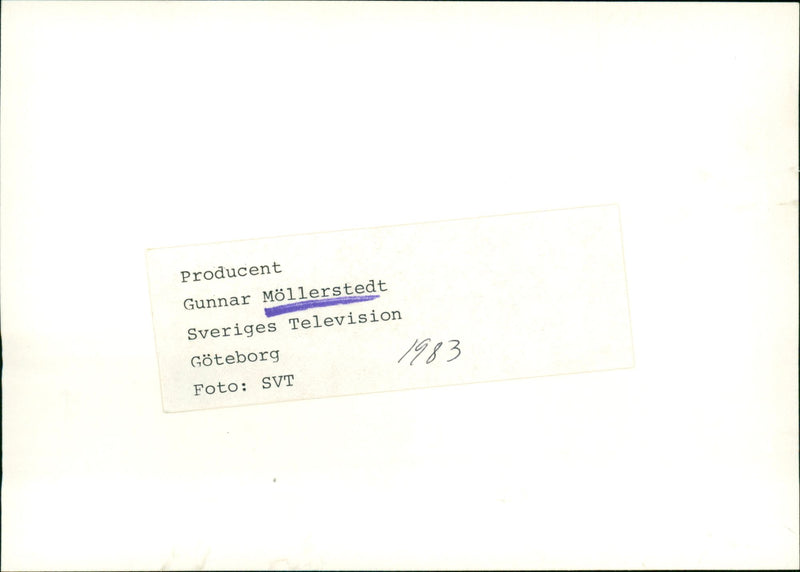 Producent
Gunnar Möllerstedt
Sveriges Television
Göteborg
1983
Foto: SVT